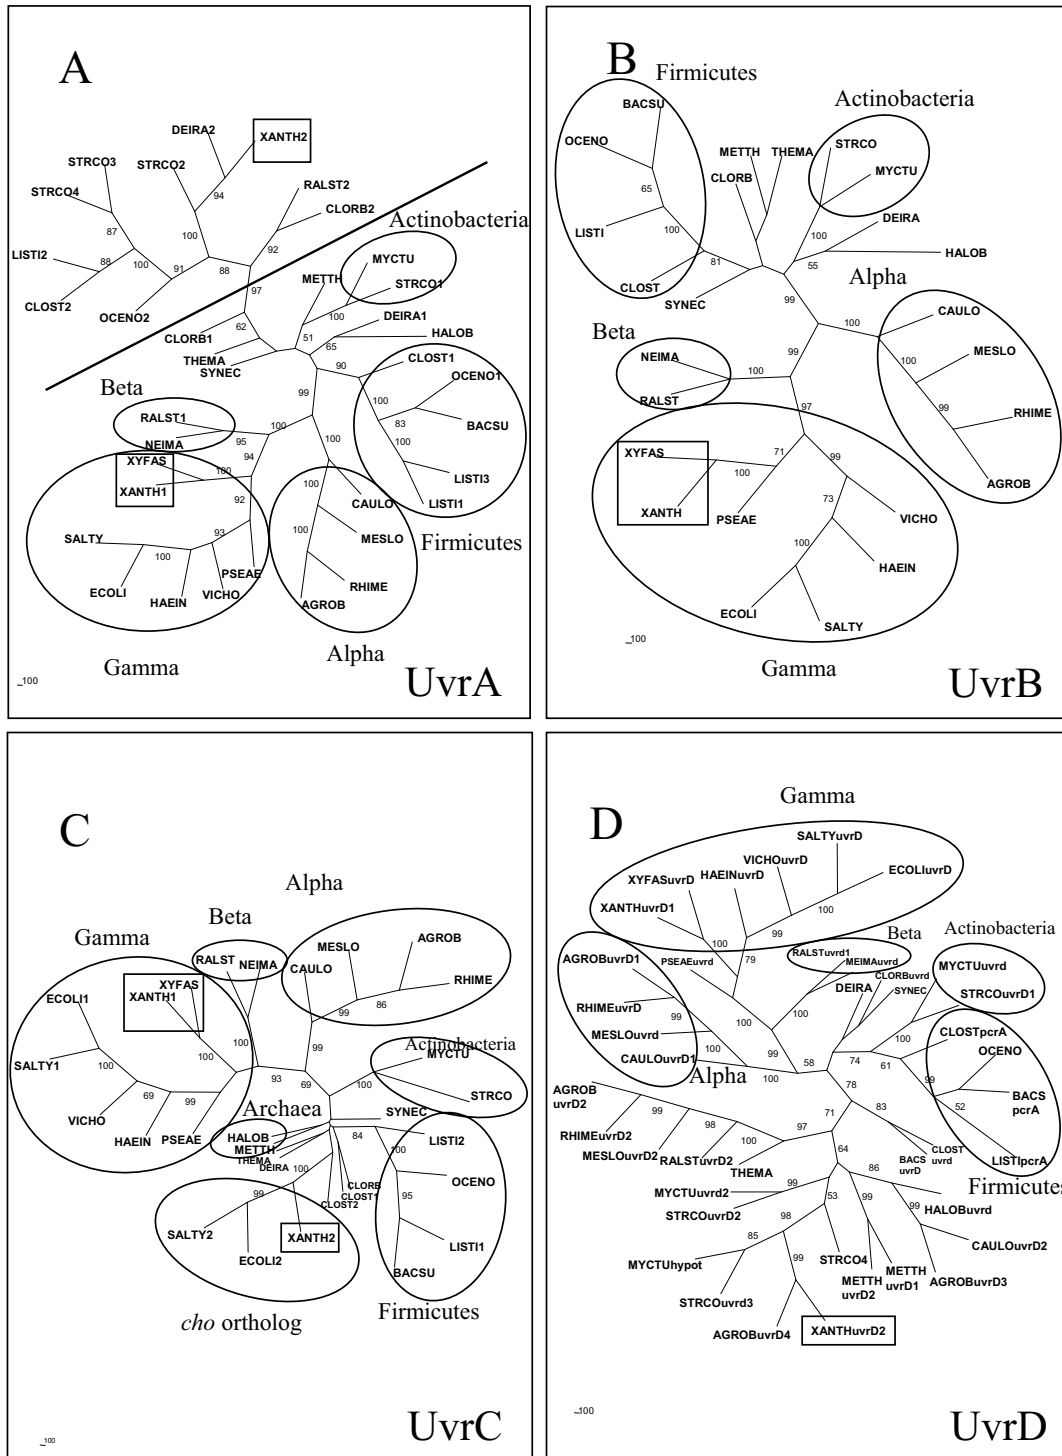 A
DEIRA2
XANTH2
STRCO3
STRCO2
STRCO4
94
RALST2
CLORB2
87
LISTI2
100
92
88
100
91
88
Actinobacteria
CLOST2
OCENO2
97
MYCTU
METTH
STRCO1
100
62
CLORB1
DEIRA1
51
HALOB
THEMA
65
SYNEC
90
CLOST1
OCENO1
Beta
99
100
RALST1
83
BACSU
NEIMA
95
100
100
100
94
XYFAS
100
XANTH1
100
92
LISTI3
CAULO
LISTI1
SALTY
93
100
MESLO
Firmicutes
100
PSEAE
ECOLI
HAEIN
VICHO
RHIME
AGROB
Gamma
Alpha
_100
UvrA
B
Firmicutes
BACSU
Actinobacteria
OCENO
METTH
THEMA
STRCO
CLORB
MYCTU
65
DEIRA
LISTI
100
100
HALOB
81
55
CLOST
SYNEC
Alpha
99
CAULO
Beta
100
NEIMA
99
MESLO
100
100
RALST
97
99
RHIME
XYFAS
71
99
100
AGROB
XANTH
PSEAE
73
VICHO
100
HAEIN
ECOLI
SALTY
_100
Gamma
UvrB
C
Alpha
Beta
Gamma
MESLO
AGROB
RALST
NEIMA
CAULO
XYFAS
RHIME
XANTH1
ECOLI1
99
86
100
99
Actinobacteria
SALTY1
100
100
MYCTU
93
69
VICHO
69
100
99
STRCO
Archaea
SYNEC
HAEIN
PSEAE
HALOB
84
LISTI2
METTH
100
THEMA
DEIRA
100
CLORB
CLOST1
OCENO
99
CLOST2
95
SALTY2
XANTH2
LISTI1
ECOLI2
BACSU
cho ortholog
Firmicutes
_100
UvrC
Gamma
D
SALTYuvrD
VICHOuvrD
HAEINuvrD
XYFASuvrD
ECOLIuvrD
XANTHuvrD1
100
99
Beta
Actinobacteria
100
RALSTuvrd1
AGROBuvrD1
PSEAEuvrd
79
MEIMAuvrd
MYCTUuvrd
CLORBuvrd
DEIRA
SYNEC
STRCOuvrD1
RHIMEuvrD
99
100
100
100
CLOSTpcrA
MESLOuvrd
100
99
74
OCENO
CAULOuvrD1
58
61
Alpha
100
99
AGROB
uvrD2
78
BACS
pcrA
99
71
83
52
98
97
RHIMEuvrD2
100
CLOST
uvrd
MESLOuvrD2
RALSTuvrD2
64
BACS
uvrD
LISTIpcrA
THEMA
86
Firmicutes
MYCTUuvrd2
99
STRCOuvrD2
53
99
99
HALOBuvrd
98
85
CAULOuvrD2
MYCTUhypot
99
STRCO4
METTH
uvrD1
METTH
uvrD2
AGROBuvrD3
STRCOuvrd3
AGROBuvrD4
XANTHuvrD2
_100
UvrD